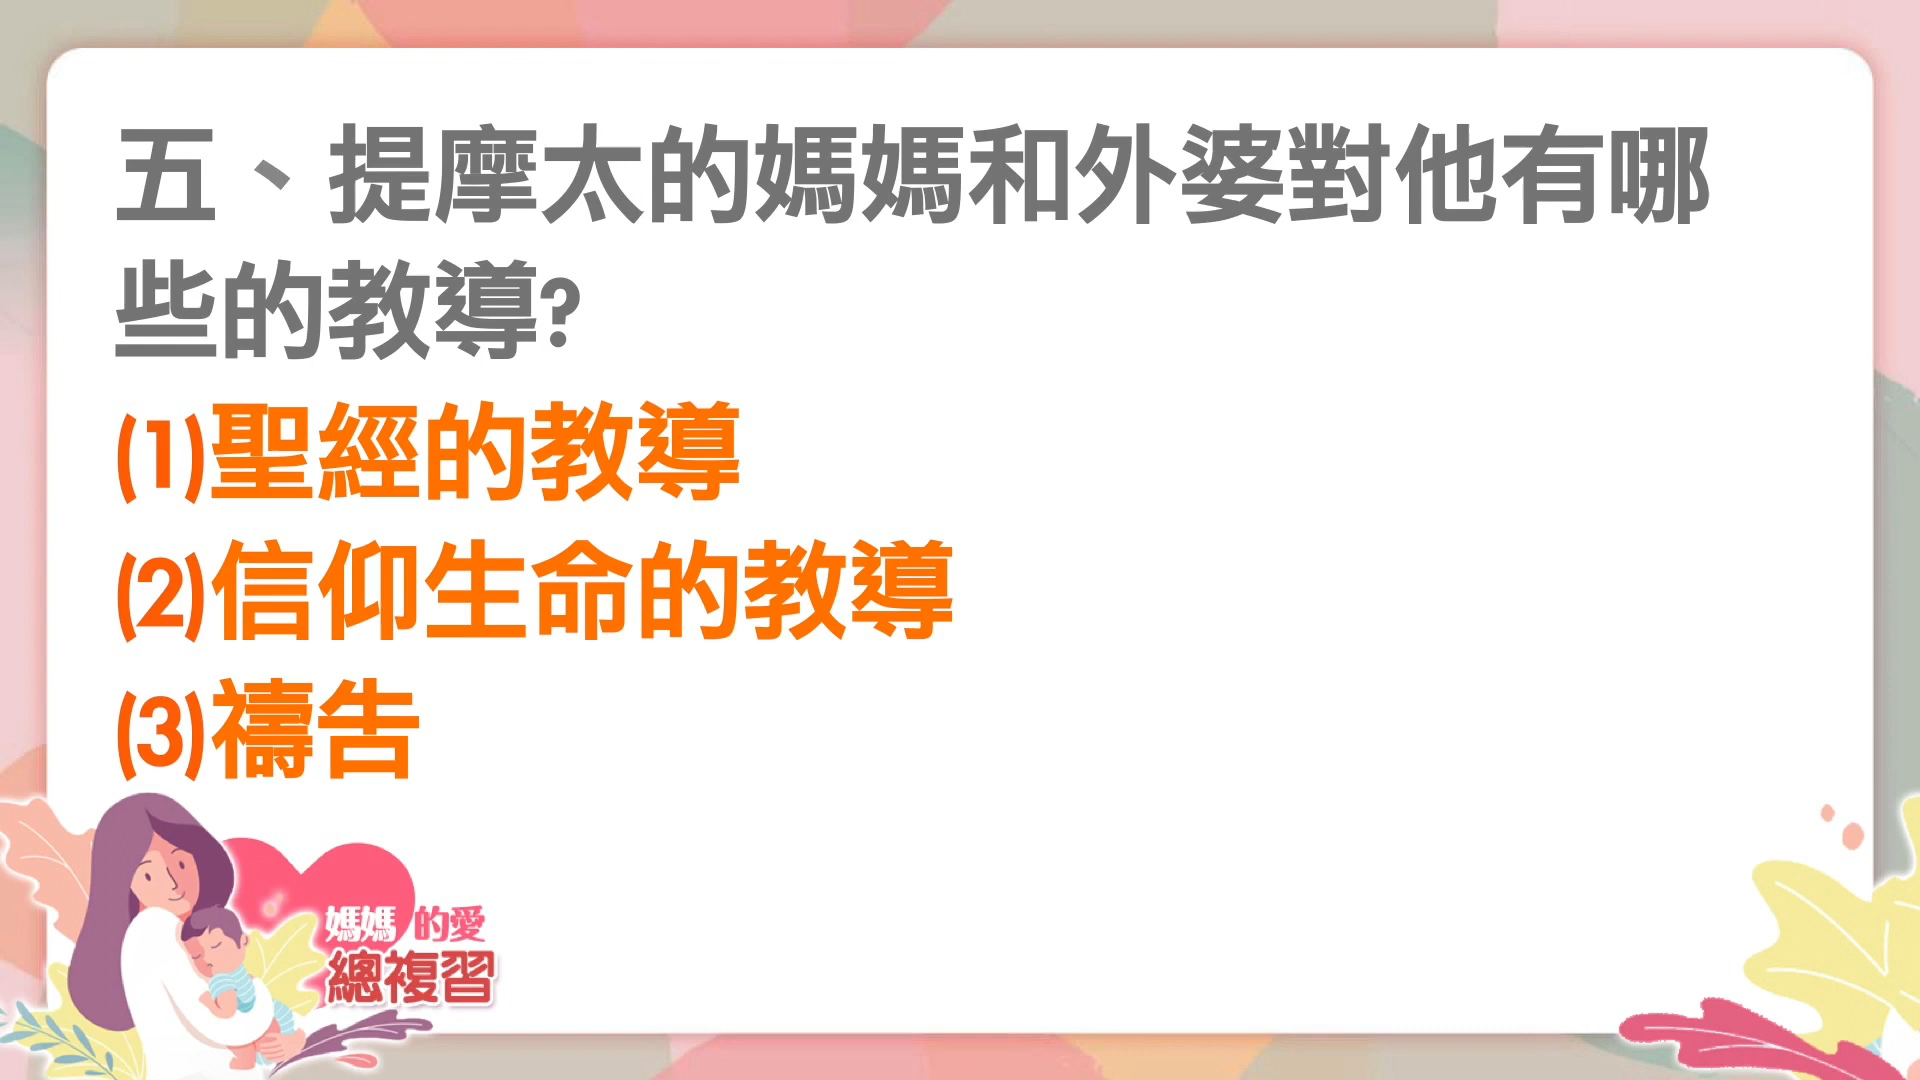 五、提摩太的媽媽和外婆對他有哪
些的教導?
(1)聖經的教導
(2)信仰生命的教導
(3)禱告
媽媽 的愛
總複習